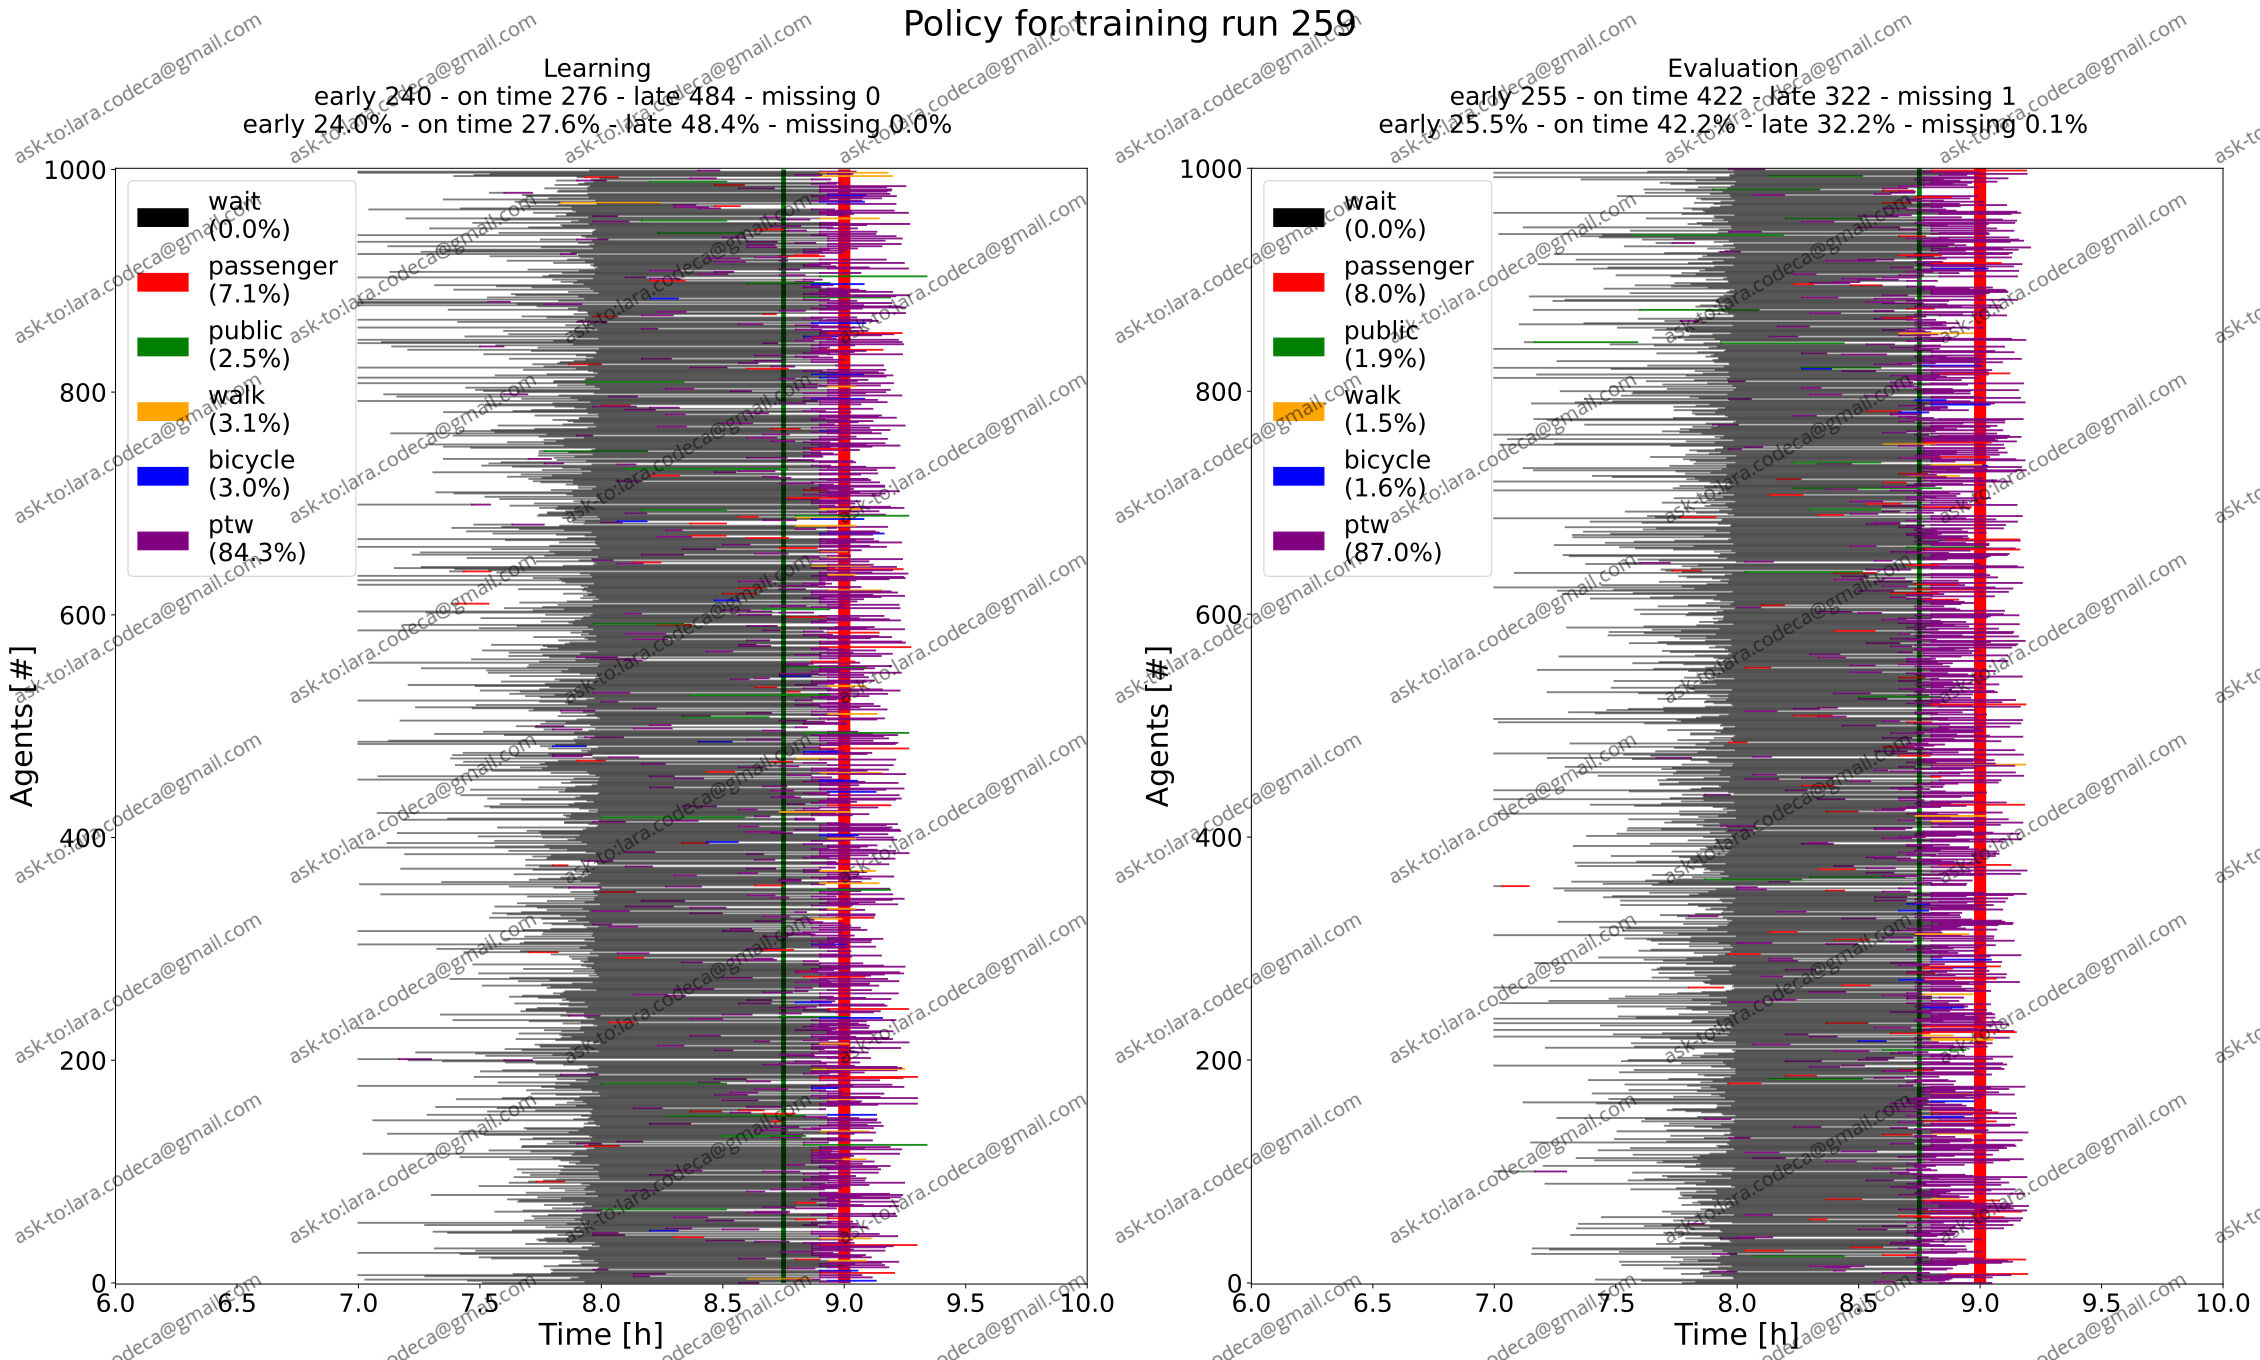 Policy for training run 259
Learning
early 240 - on time 276 - late 484 - missing 0
early 24.0% - on time 27.6% - late 48.4% - missing 0.0%
1000
800
600
400
200
0
Agents [#]
wait
(0.0%)
passenger
(7.1%)
public
(2.5%)
walk
(3.1%)
bicycle
(3.0%)
ptw
(84.3%)
6.0 6.5 7.0 7.5 8.0 8.5 9.0 9.5 10.0
Time [h]
Evaluation
early 255 - on time 422 - late 322 - missing 1
early 25.5% - on time 42.2% - late 32.2% - missing 0.1%
1000
800
600
400
200
0
Agents [#]
wait
(0.0%)
passenger
(8.0%)
public
(1.9%)
walk
(1.5%)
bicycle
(1.6%)
ptw
(87.0%)
6.0 6.5 7.0 7.5 8.0 8.5 9.0 9.5 10.0
Time [h]
ask-to:lara.codeca@gmail.com